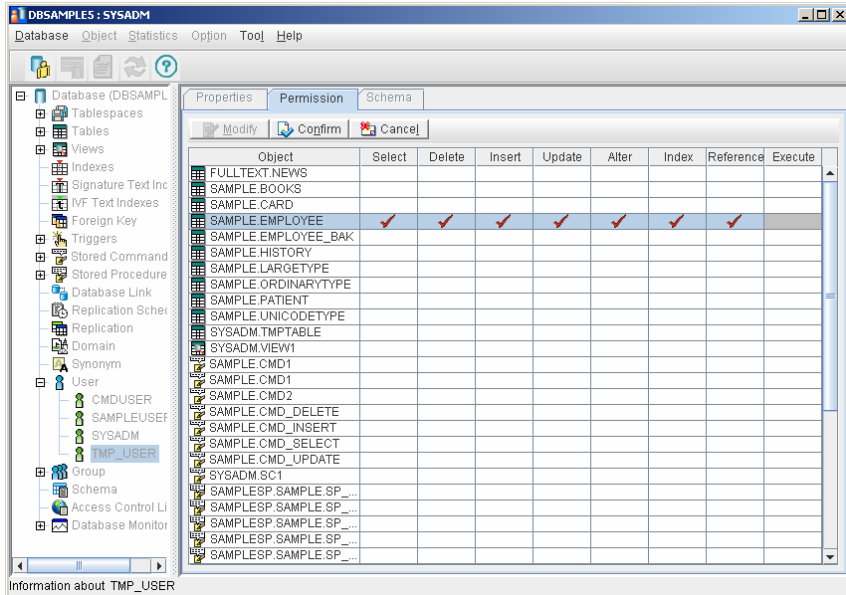 DBSAMPLE5 : SYSADM
Database Object Statistics Option Tool Help
Database (DBSAMPL
Tablespaces
Tables
Views
Indexes
Signature Text Inc
IVF Text Indexes
Foreign Key
Triggers
Stored Command
Stored Procedure
Database Link
Replication Sched
Replication
Domain
Synonym
User
CMDUSER
SAMPLEUSER
SYSADM
TMP_USER
Group
Schema
Access Control Li
Database Monitor
Properties Permission Schema
Modify Confirm Cancel
Object Select Delete Insert Update Alter Index Reference Execute
FULLTEXT.NEWS
SAMPLE.BOOKS
SAMPLE.CARD
SAMPLE.EMPLOYEE
SAMPLE.EMPLOYEE_BAK
SAMPLE.HISTORY
SAMPLE.LARGETYPE
SAMPLE.ORDINARYTYPE
SAMPLE.PATIENT
SAMPLE.UNICODETYPE
SYSADM.TMPTABLE
SYSADM.VIEW1
SAMPLE.CMD1
SAMPLE.CMD1
SAMPLE.CMD2
SAMPLE.CMD_DELETE
SAMPLE.CMD_INSERT
SAMPLE.CMD_SELECT
SAMPLE.CMD_UPDATE
SYSADM.SC1
SAMPLESP.SAMPLE.SP_...
SAMPLESP.SAMPLE.SP_...
SAMPLESP.SAMPLE.SP_...
SAMPLESP.SAMPLE.SP_...
SAMPLESP.SAMPLE.SP_...
Information about TMP_USER